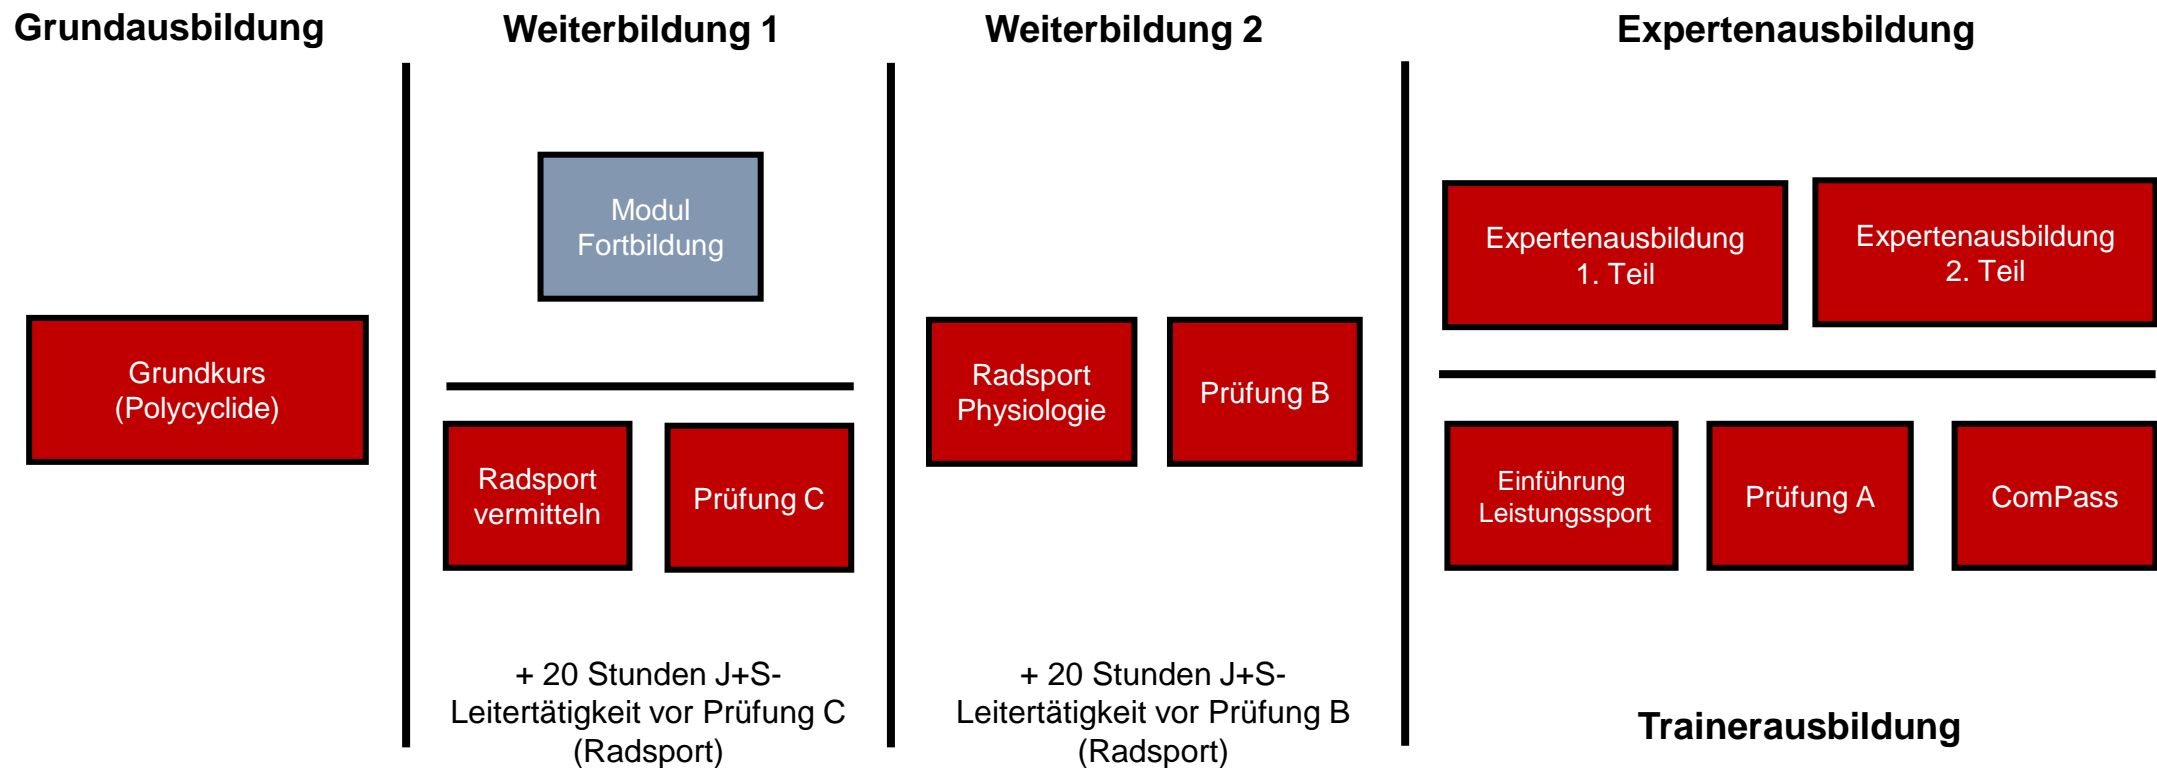 Grundausbildung
Weiterbildung 1
Weiterbildung 2
Expertenausbildung
Grundkurs
(Polycyclide)
Modul
Fortbildung
Radsport
vermitteln
Prüfung C
+ 20 Stunden J+S-
Leitertätigkeit vor Prüfung C
(Radsport)
Radsport
Physiologie
Prüfung B
+ 20 Stunden J+S-
Leitertätigkeit vor Prüfung B
(Radsport)
Expertenausbildung
1. Teil
Expertenausbildung
2. Teil
Einführung
Leistungssport
Prüfung A
ComPass
Trainerausbildung